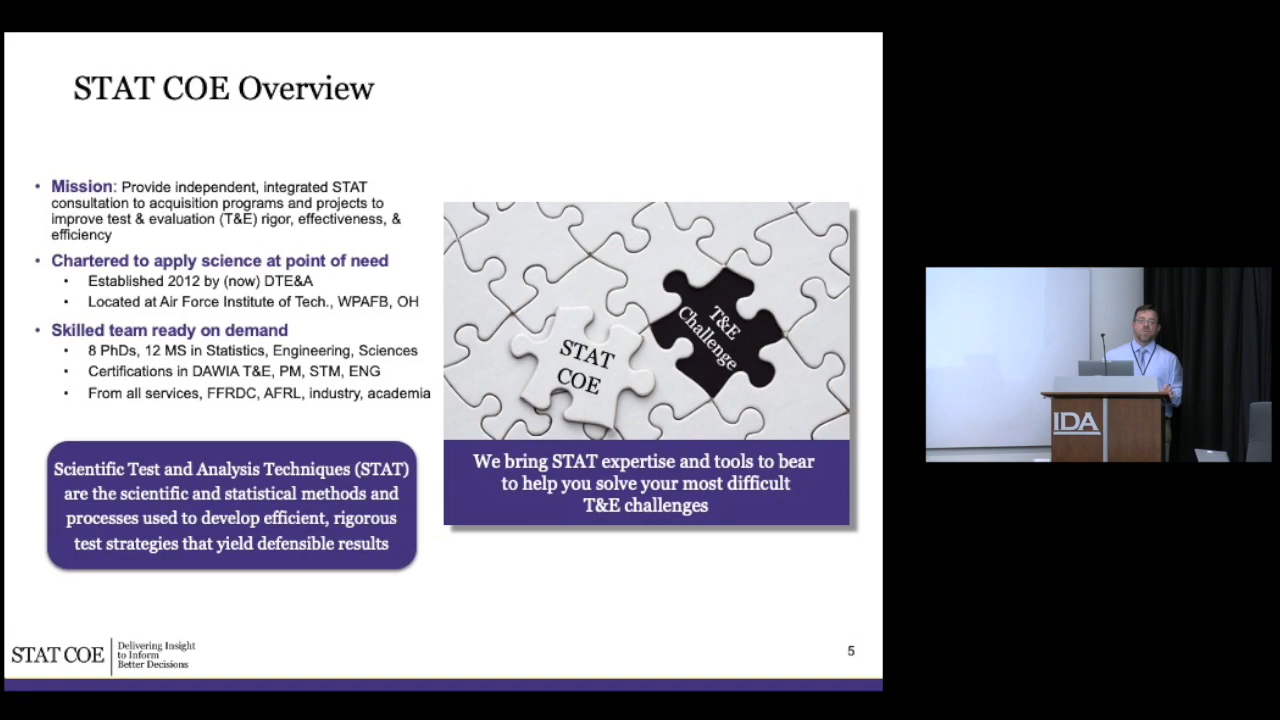 STAT COE Overview
• Mission: Provide independent, integrated STAT
consultation to acquisition programs and projects to
improve test & evaluation (T&E) rigor, effectiveness, &
efficiency
• Chartered to apply science at point of need
• Established 2012 by (now) DTE&A
• Located at Air Force Institute of Tech., WPAFB, OH
• Skilled team ready on demand
• 8 PhDs, 12 MS in Statistics, Engineering, Sciences
• Certifications in DAWIA T&E, PM, STM, ENG
• From all services, FFRDC, AFRL, industry, academia
Scientific Test and Analysis Techniques (STAT)
are the scientific and statistical methods and
processes used to develop efficient, rigorous
test strategies that yield defensible results
T&E
Challenge
STAT
COE
We bring STAT expertise and tools to bear
to help you solve your most difficult
T&E challenges
STAT COE
Delivering Insight
to Inform
Better Decisions
5
IDA